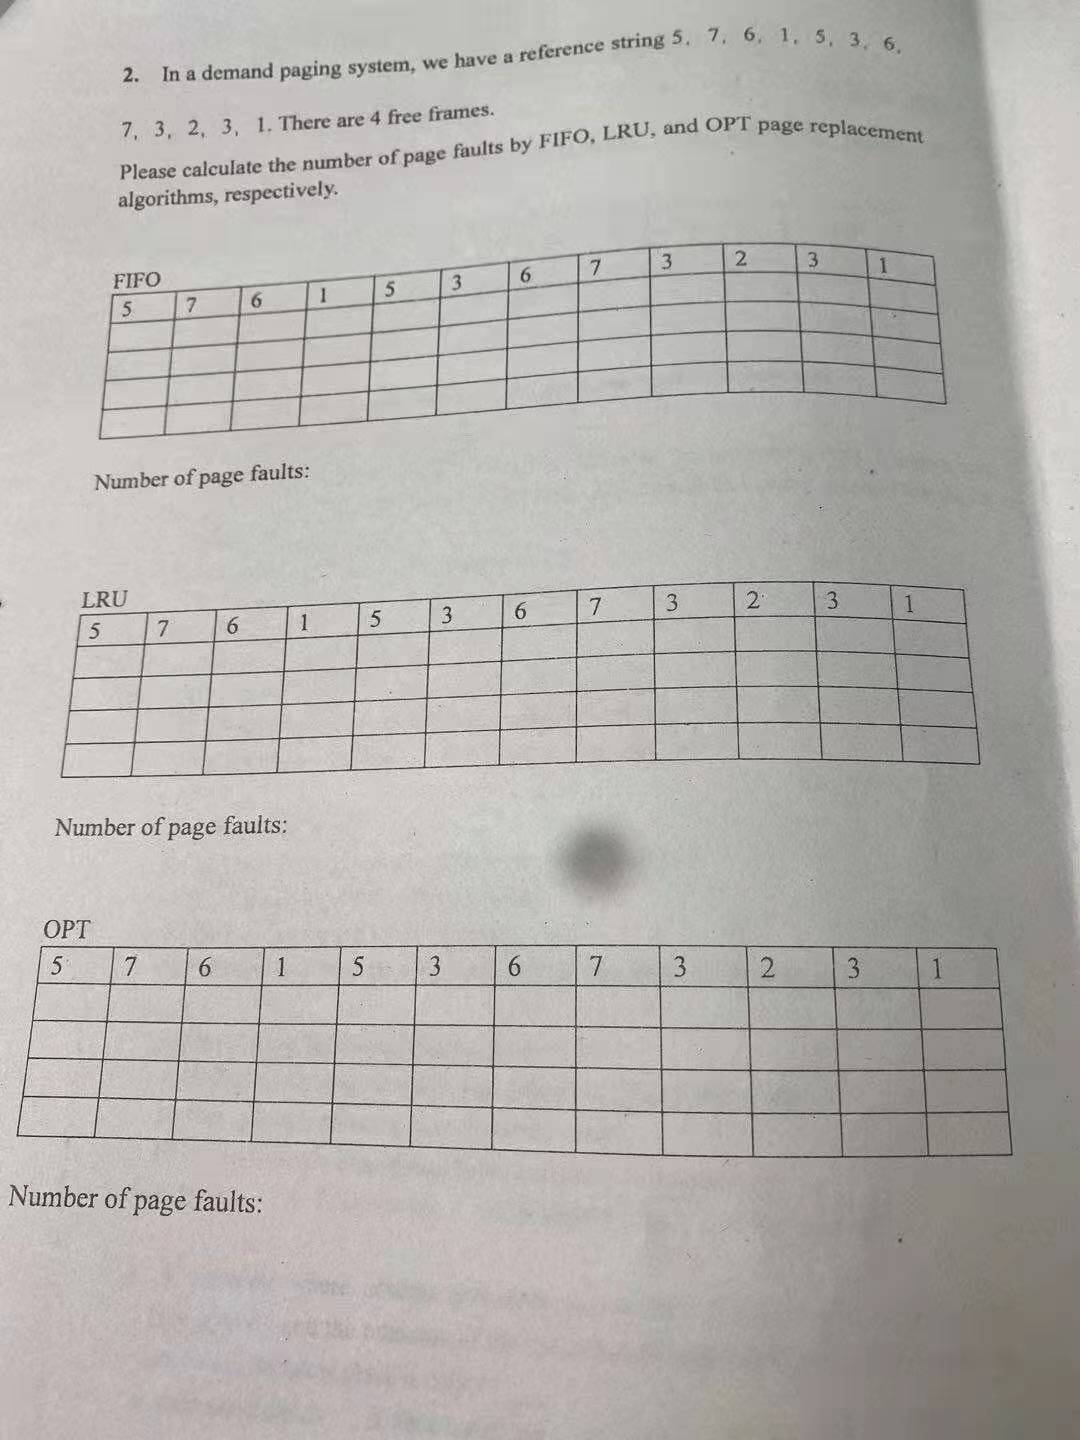 2. In a demand paging system, we have a reference string 5, 7, 6, 1, 5, 3, 6,
7, 3, 2, 3, 1. There are 4 free frames.
Please calculate the number of page faults by FIFO, LRU, and OPT page replacement
algorithms, respectively.
FIFO
5 7 6 1 5 3 6 7 3 2 3 1
Number of page faults:
LRU
5 7 6 1 5 3 6 7 3 2 3 1
Number of page faults:
OPT
5 7 6 1 5 3 6 7 3 2 3 1
Number of page faults: